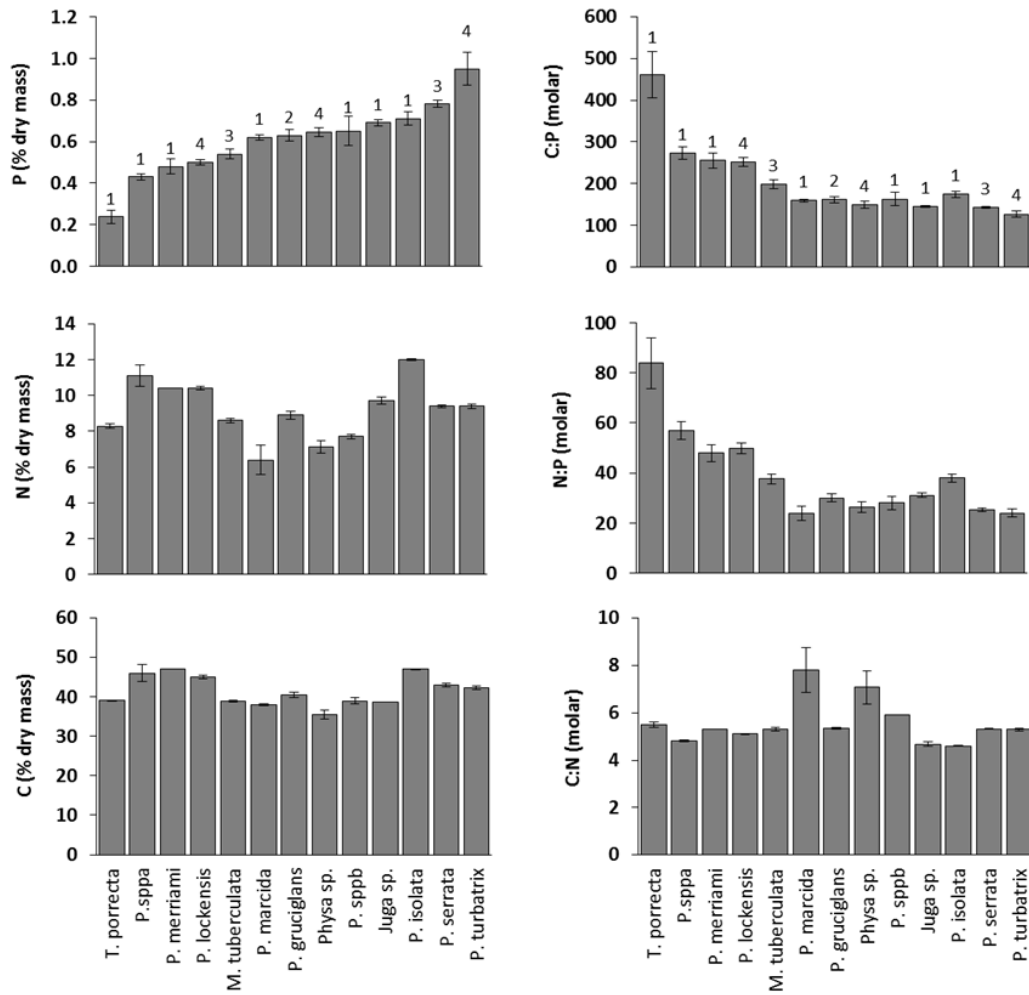 P (% dry mass)
1.2
1.0
0.8
0.6
0.4
0.2
0.0
1 1 1 4 3 1 2 4 1 1 1 3 4
C:P (molar)
600
500
400
300
200
100
0
1 1 1 4 3 1 2 4 1 1 1 3 4
N (% dry mass)
14
12
10
8
6
4
2
0
N:P (molar)
100
80
60
40
20
0
C (% dry mass)
60
50
40
30
20
10
0
T. porrecta
P.sppa
P. merriami
P. lockensis
M. tuberculata
P. marcida
P. gruciglans
Physa sp.
P. sppb
Juga sp.
P. isolata
P. serrata
P. turbatrix
C:N (molar)
10
8
6
4
2
0
T. porrecta
P.sppa
P. merriami
P. lockensis
M. tuberculata
P. marcida
P. gruciglans
Physa sp.
P. sppb
Juga sp.
P. isolata
P. serrata
P. turbatrix